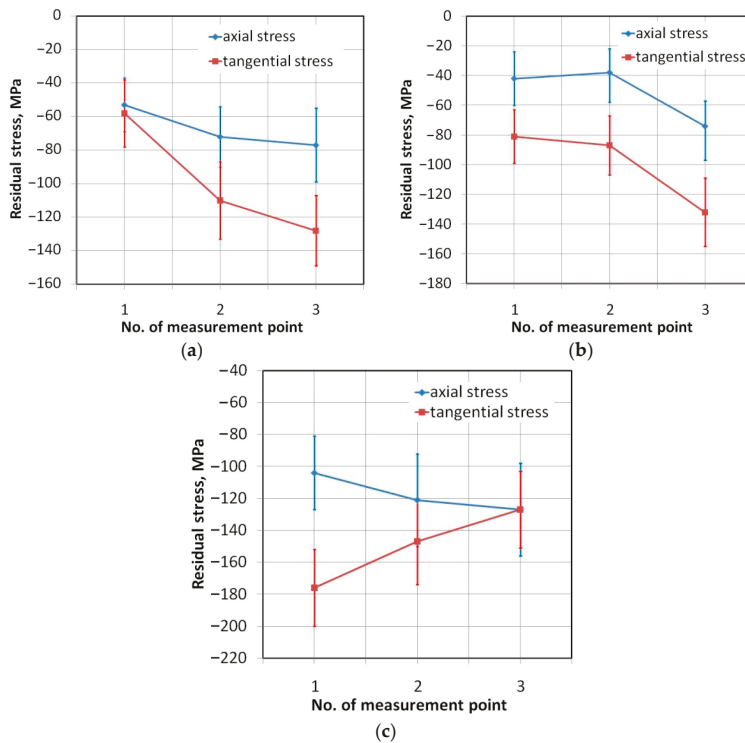 0
−20
−40
−60
−80
−100
−120
−140
−160
Residual stress, MPa
axial stress
tangential stress
1 2 3
No. of measurement point
(a)
0
−20
−40
−60
−80
−100
−120
−140
−160
−180
Residual stress, MPa
axial stress
tangential stress
1 2 3
No. of measurement point
(b)
−40
−60
−80
−100
−120
−140
−160
−180
−200
−220
Residual stress, MPa
axial stress
tangential stress
1 2 3
No. of measurement point
(c)